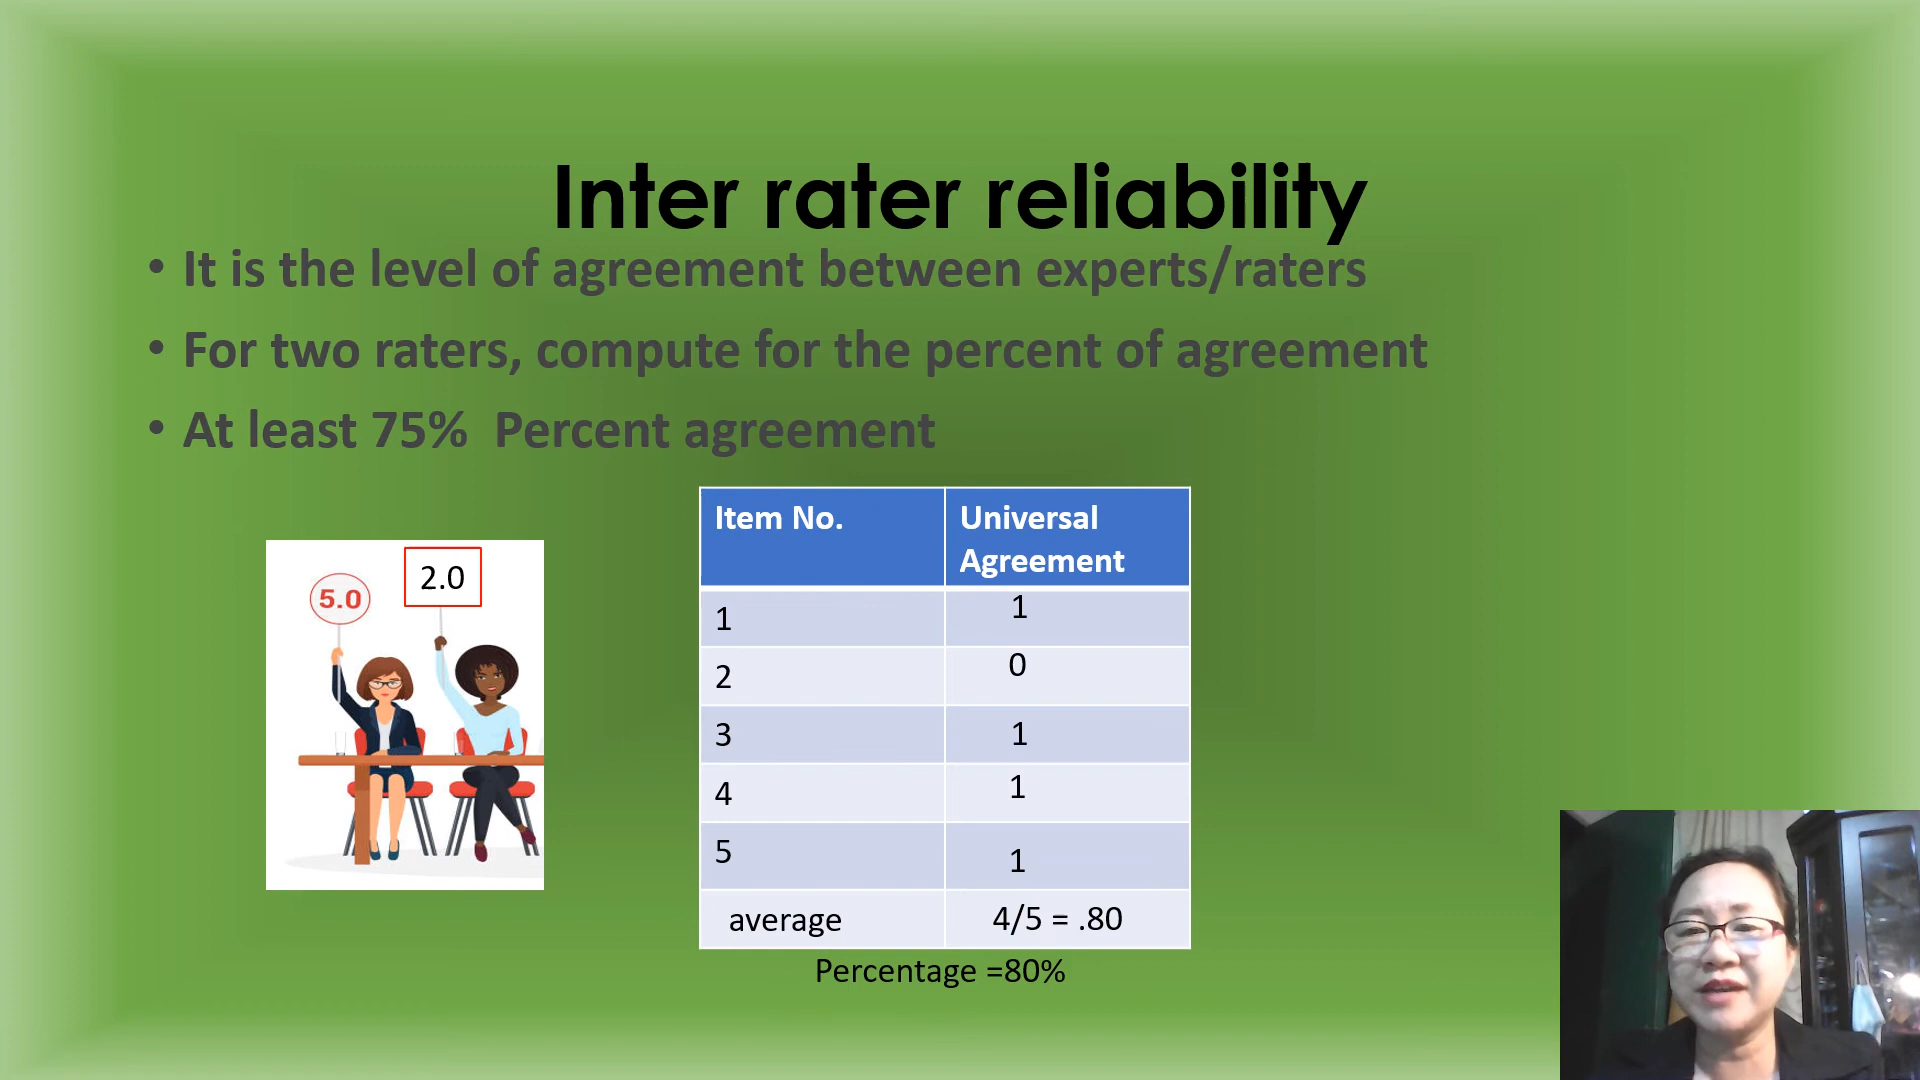 Inter rater reliability
• It is the level of agreement between experts/raters
• For two raters, compute for the percent of agreement
• At least 75% Percent agreement
5.0
2.0
Item No. Universal Agreement
1 1
2 0
3 1
4 1
5 1
average 4/5 = .80
Percentage =80%